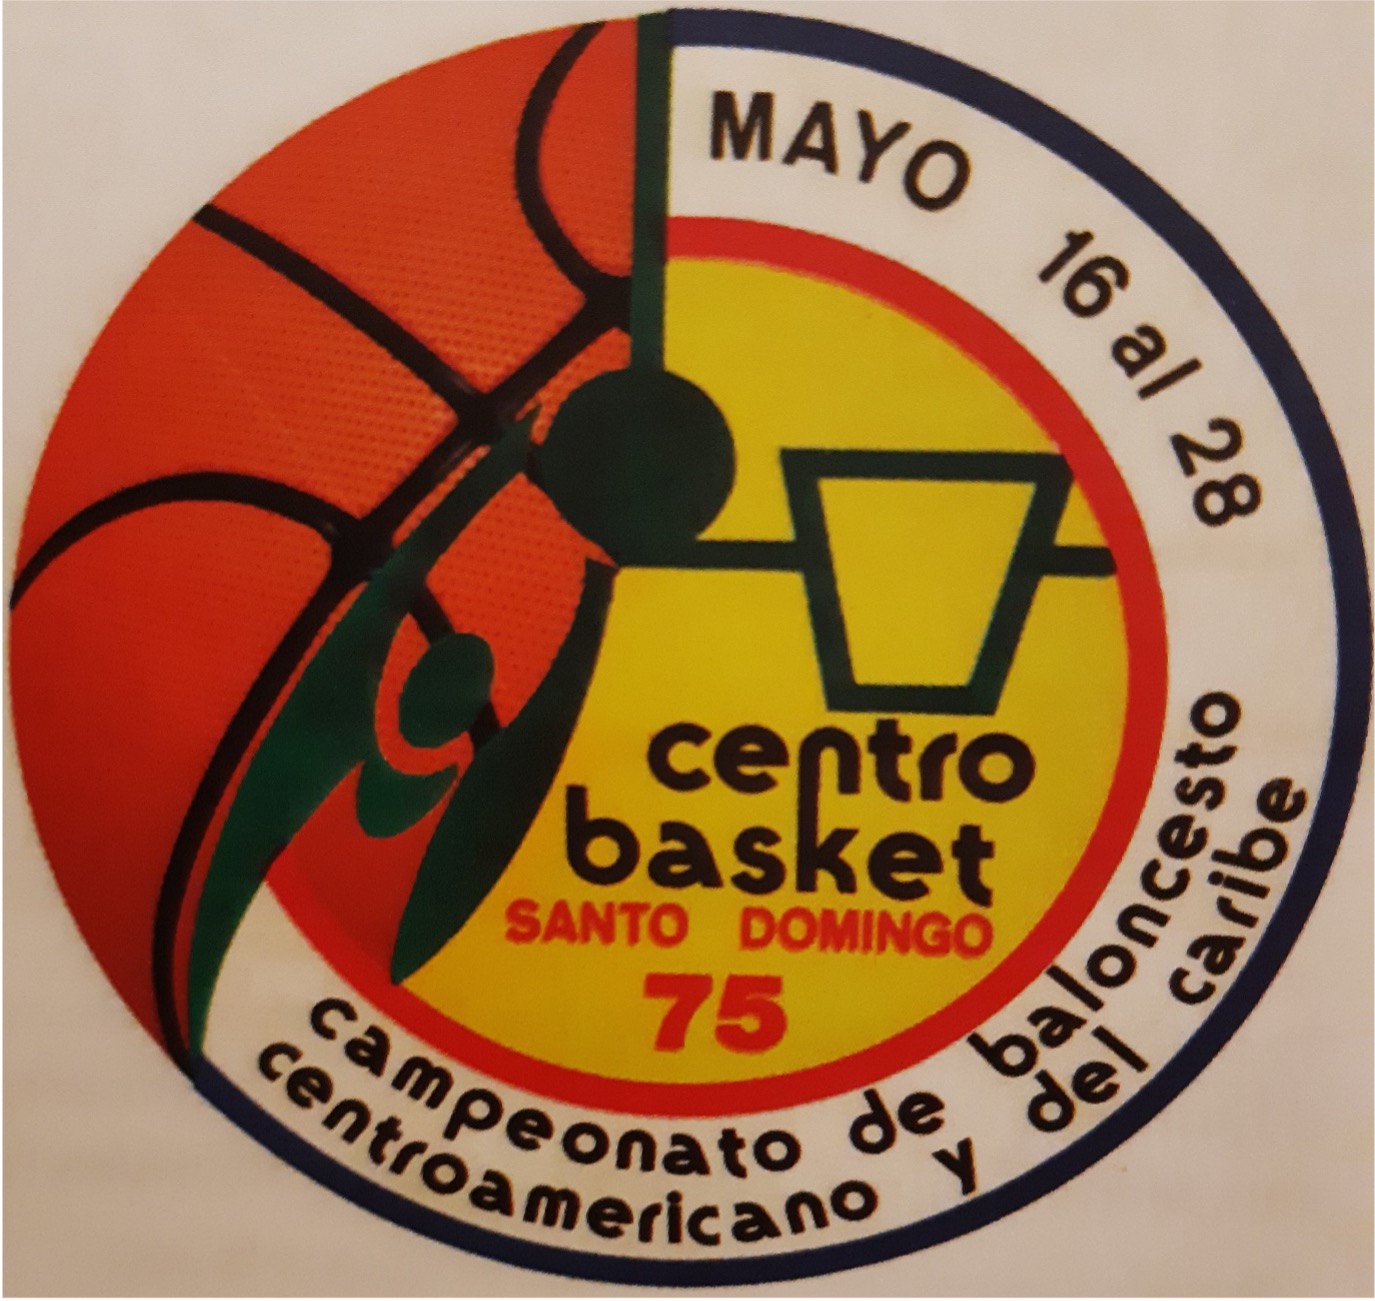 MAYO 16 al 28
centro
basket
SANTO DOMINGO
75
campeonato de baloncesto
centroamericano y del caribe